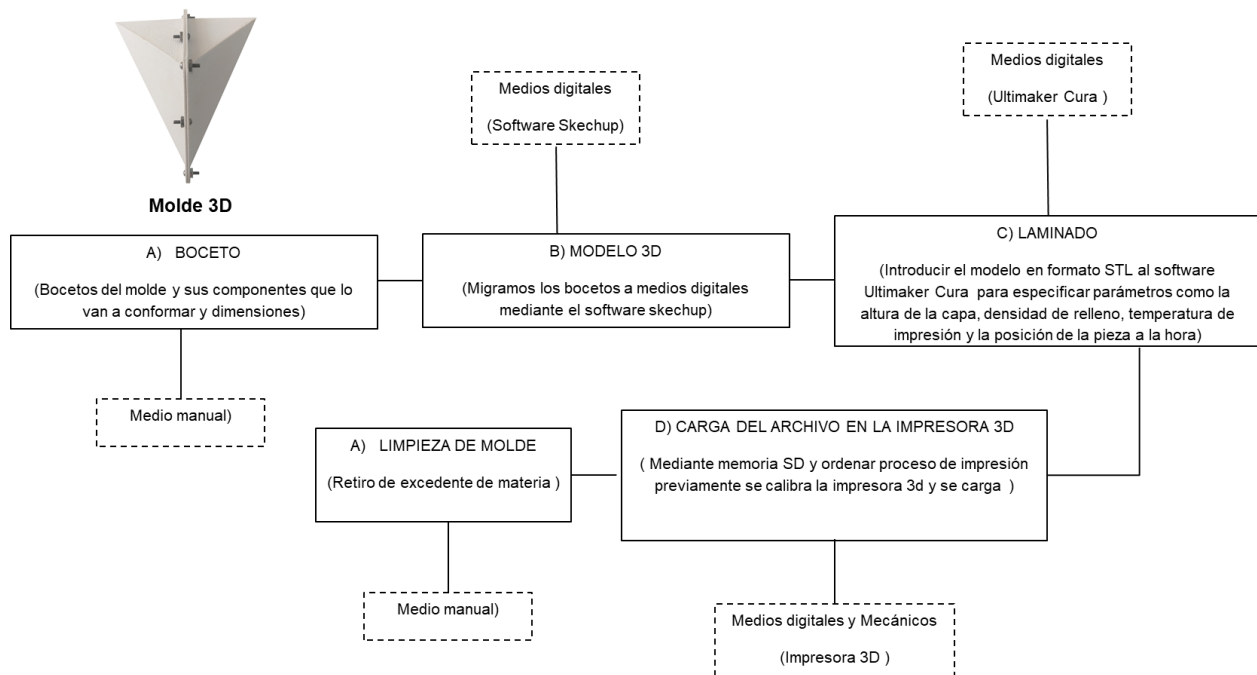 Molde 3D
A) BOCETO
(Bocetos del molde y sus componentes que lo
van a conformar y dimensiones)
Medio manual)
Medios digitales
(Software Skechup)
B) MODELO 3D
(Migramos los bocetos a medios digitales
mediante el software skechup)
Medios digitales
(Ultimaker Cura )
C) LAMINADO
(Introducir el modelo en formato STL al software
Ultimaker Cura para especificar parámetros como la
altura de la capa, densidad de relleno, temperatura de
impresión y la posición de la pieza a la hora)
D) CARGA DEL ARCHIVO EN LA IMPRESORA 3D
( Mediante memoria SD y ordenar proceso de impresión
previamente se calibra la impresora 3d y se carga )
Medios digitales y Mecánicos
(Impresora 3D )
A) LIMPIEZA DE MOLDE
(Retiro de excedente de materia )
Medio manual)